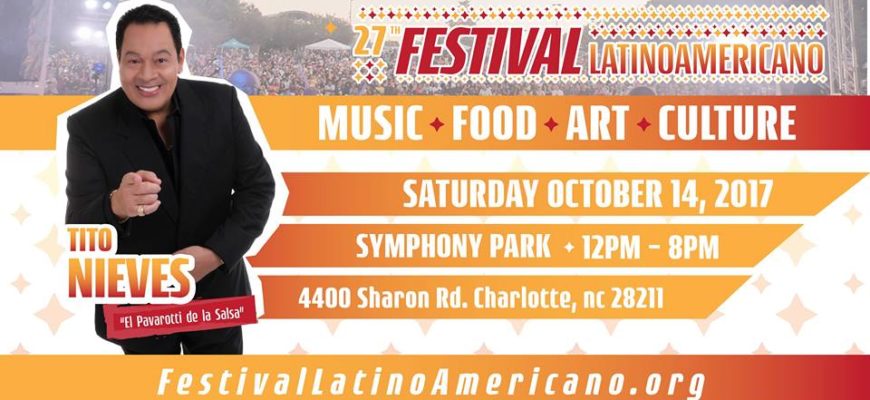 27TH FESTIVAL LATINOAMERICANO
MUSIC ✦ FOOD ✦ ART ✦ CULTURE
SATURDAY OCTOBER 14, 2017
SYMPHONY PARK ✦ 12PM - 8PM
4400 Sharon Rd. Charlotte, nc 28211
TITO
NIEVES
"El Pavarotti de la Salsa"
FestivalLatinoAmericano.org